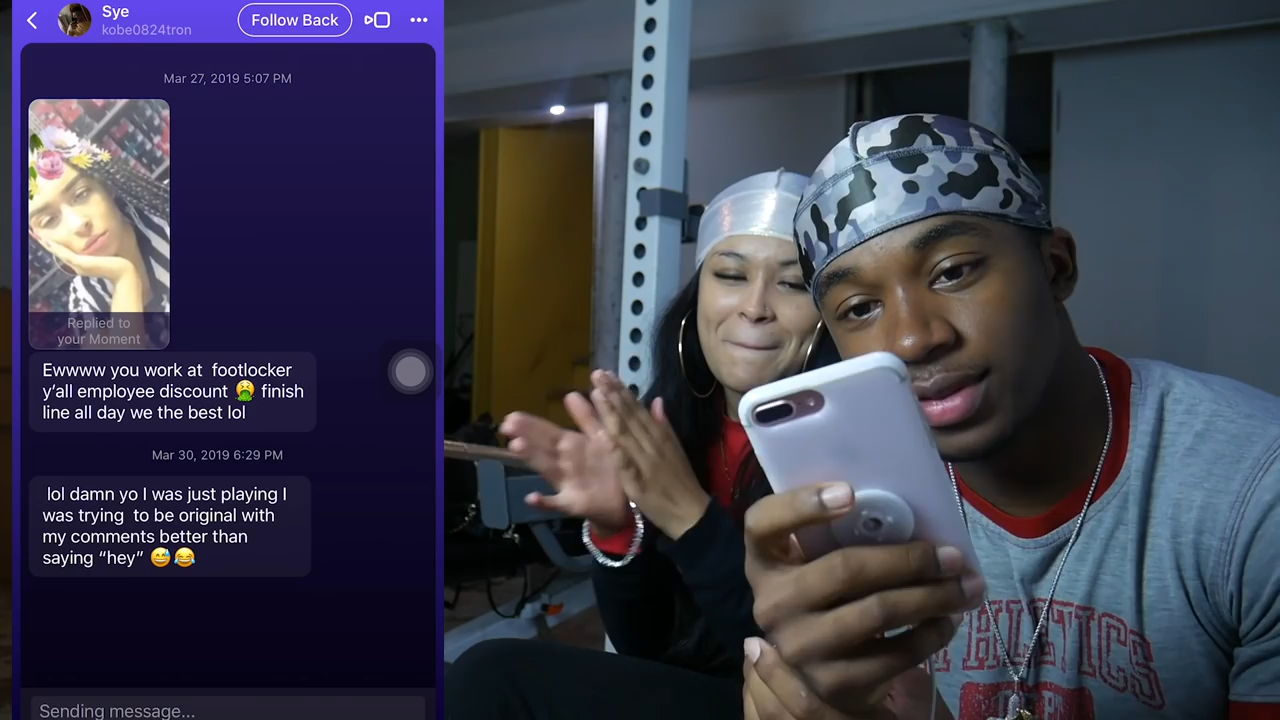 Sye
kobe0824tron
Follow Back
Mar 27, 2019 5:07 PM
Replied to
your Moment
Ewwww you work at footlocker
y'all employee discount 🤮 finish
line all day we the best lol
Mar 30, 2019 6:29 PM
lol damn yo I was just playing I
was trying to be original with
my comments better than
saying “hey” 😅😂
Sending message...
ATHLETICS